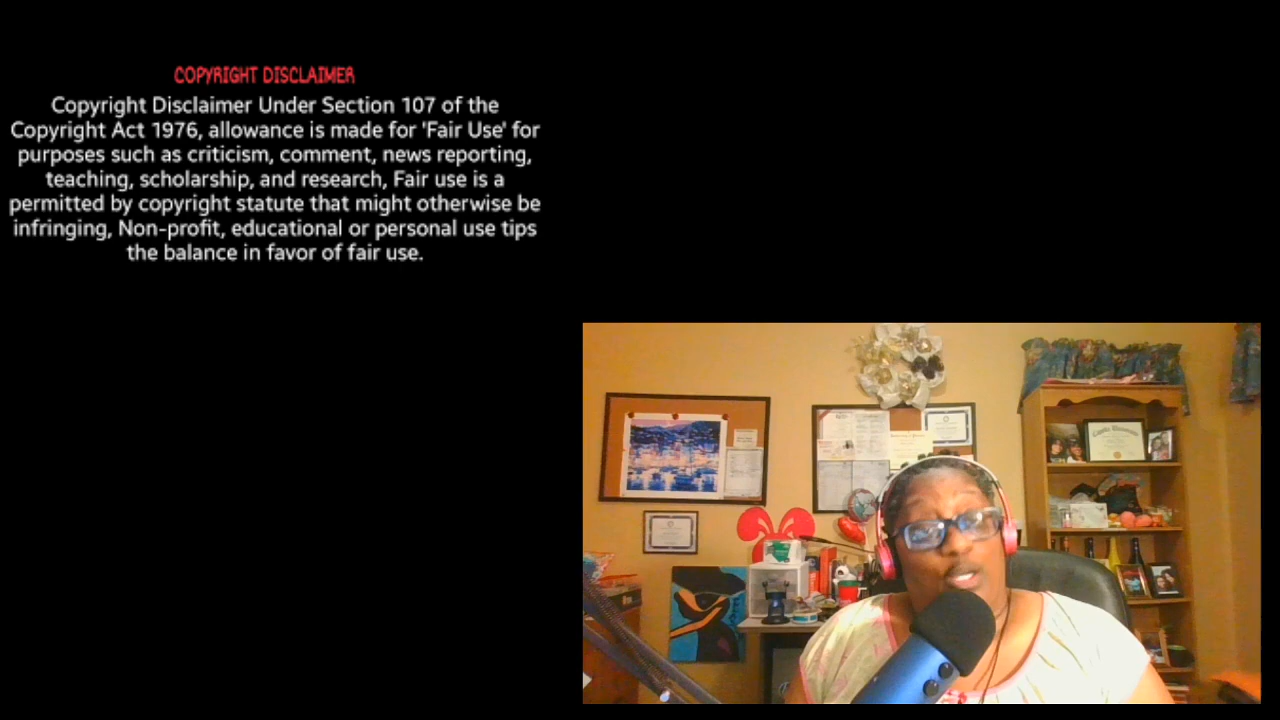 COPYRIGHT DISCLAIMER
Copyright Disclaimer Under Section 107 of the
Copyright Act 1976, allowance is made for 'Fair Use' for
purposes such as criticism, comment, news reporting,
teaching, scholarship, and research, Fair use is a
permitted by copyright statute that might otherwise be
infringing, Non-profit, educational or personal use tips
the balance in favor of fair use.